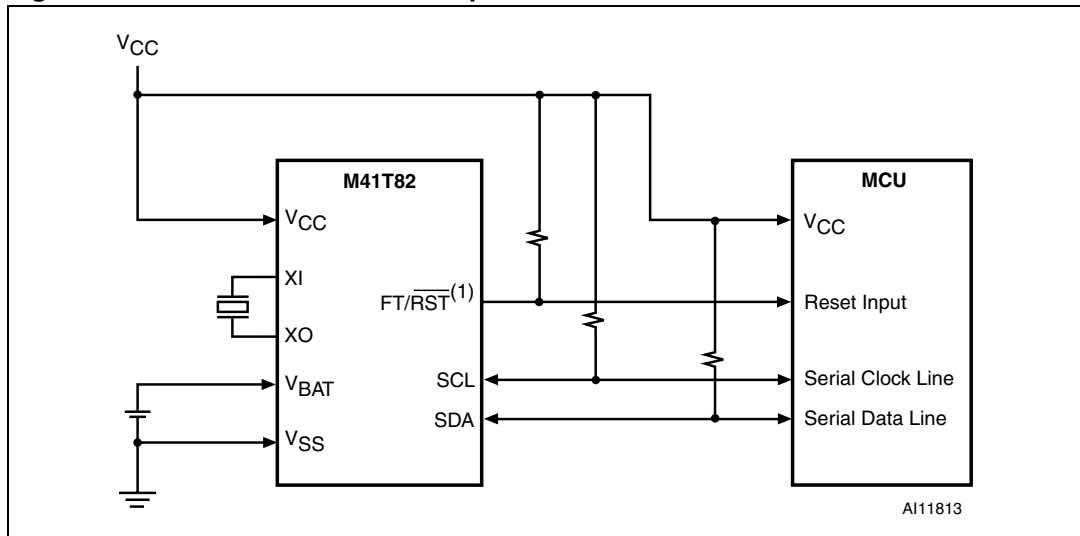 VCC
M41T82
MCU
VCC
VCC
XI
FT/RST(1)
Reset Input
XO
VBAT
SCL
Serial Clock Line
SDA
Serial Data Line
VSS
AI11813